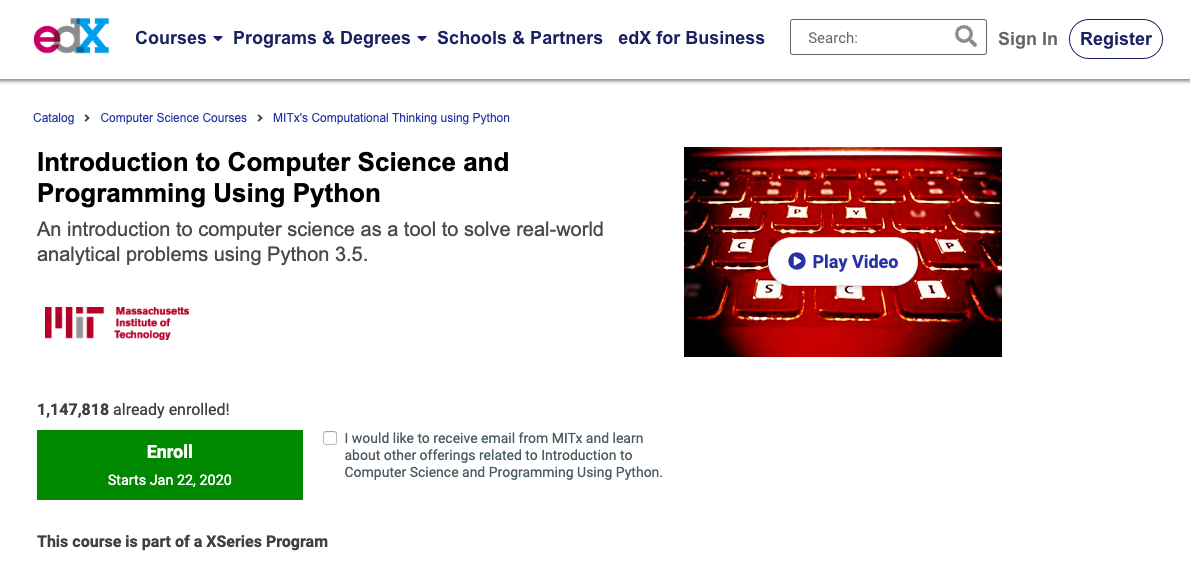 edX
Courses
Programs & Degrees
Schools & Partners
edX for Business
Search:
Sign In
Register
Catalog
Computer Science Courses
MITx's Computational Thinking using Python
Introduction to Computer Science and
Programming Using Python
An introduction to computer science as a tool to solve real-world
analytical problems using Python 3.5.
. P Y
C P
S C I
Play Video
Massachusetts
Institute of
Technology
1,147,818 already enrolled!
Enroll
Starts Jan 22, 2020
I would like to receive email from MITx and learn
about other offerings related to Introduction to
Computer Science and Programming Using Python.
This course is part of a XSeries Program